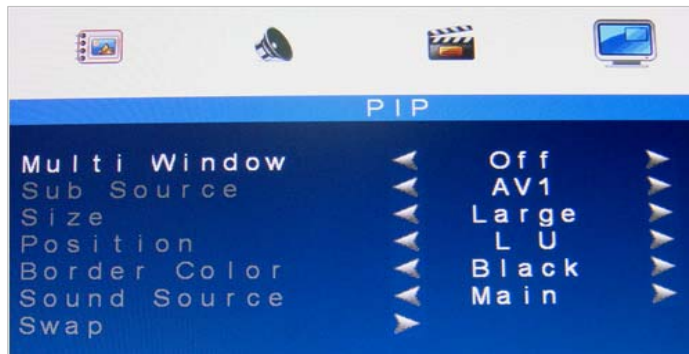 PIP
Multi Window Off
Sub Source AV1
Size Large
Position L U
Border Color Black
Sound Source Main
Swap